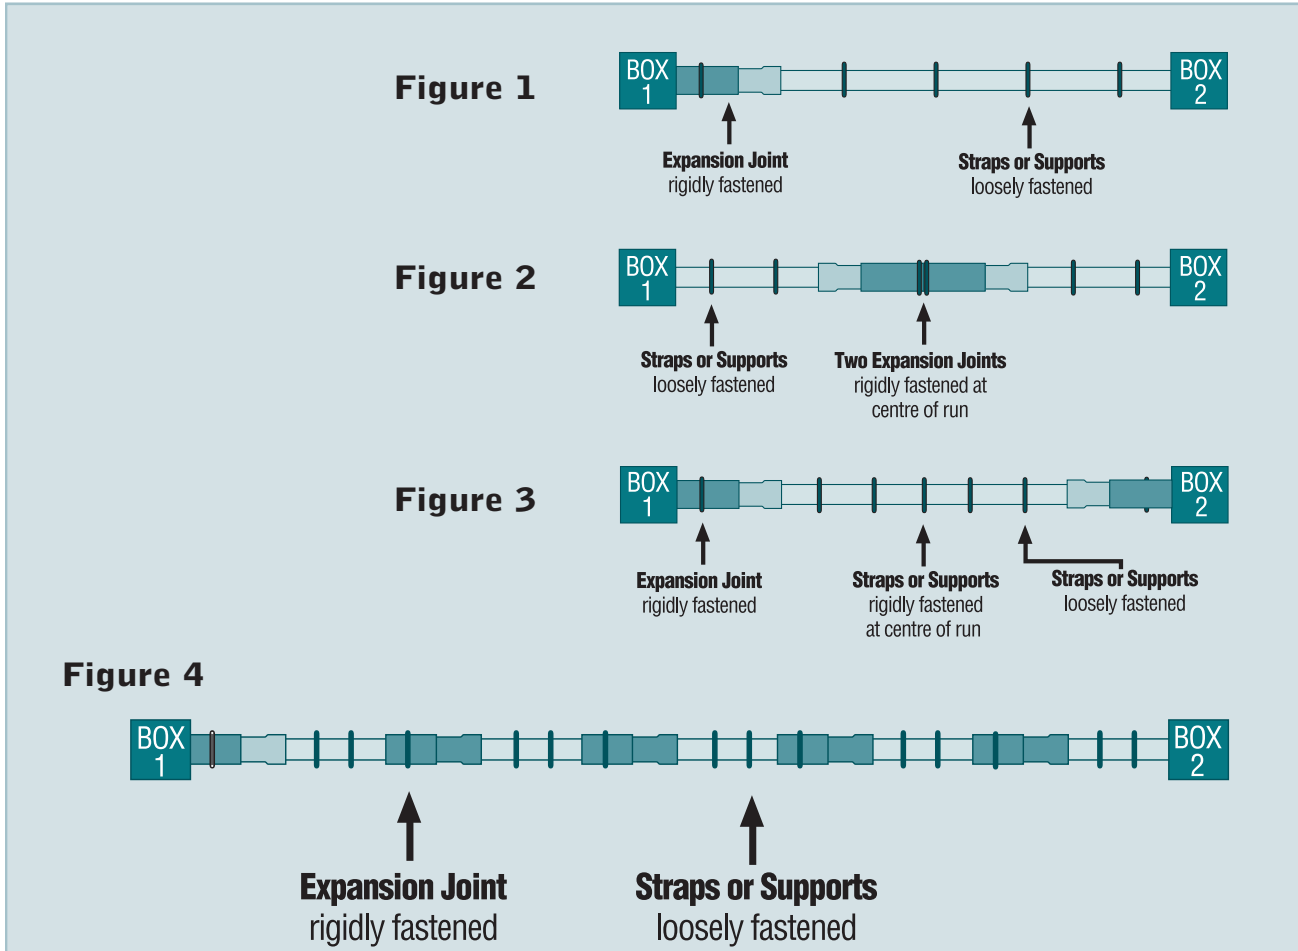 Figure 1
BOX
1
BOX
2
Expansion Joint
rigidly fastened
Straps or Supports
loosely fastened
Figure 2
BOX
1
BOX
2
Straps or Supports
loosely fastened
Two Expansion Joints
rigidly fastened at
centre of run
Figure 3
BOX
1
BOX
2
Expansion Joint
rigidly fastened
Straps or Supports
rigidly fastened
at centre of run
Straps or Supports
loosely fastened
Figure 4
BOX
1
BOX
2
Expansion Joint
rigidly fastened
Straps or Supports
loosely fastened